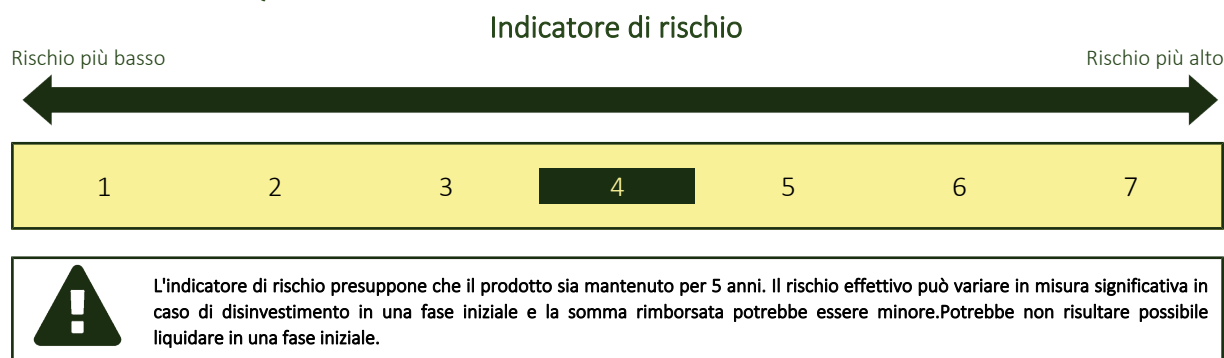 Indicatore di rischio
Rischio più basso
Rischio più alto
1 2 3 4 5 6 7
L'indicatore di rischio presuppone che il prodotto sia mantenuto per 5 anni. Il rischio effettivo può variare in misura significativa in
caso di disinvestimento in una fase iniziale e la somma rimborsata potrebbe essere minore.Potrebbe non risultare possibile
liquidare in una fase iniziale.